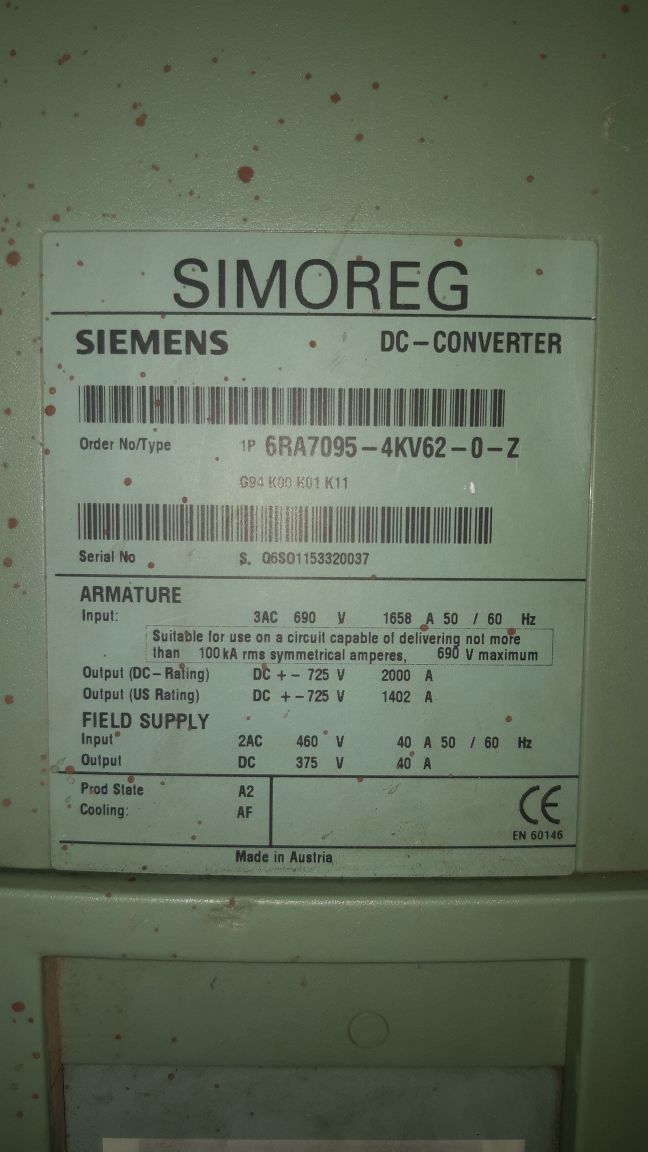 SIMOREG
SIEMENS DC-CONVERTER
Order No/Type 1P 6RA7095-4KV62-0-Z
G94 K00 K01 K11
Serial No S. Q6S01153320037
ARMATURE
Input: 3AC 690 V 1658 A 50 / 60 Hz
Suitable for use on a circuit capable of delivering not more
than 100 kA rms symmetrical amperes, 690 V maximum
Output (DC-Rating) DC +- 725 V 2000 A
Output (US Rating) DC +- 725 V 1402 A
FIELD SUPPLY
Input 2AC 460 V 40 A 50 / 60 Hz
Output DC 375 V 40 A
Prod State A2
Cooling: AF
CE
EN 60146
Made in Austria